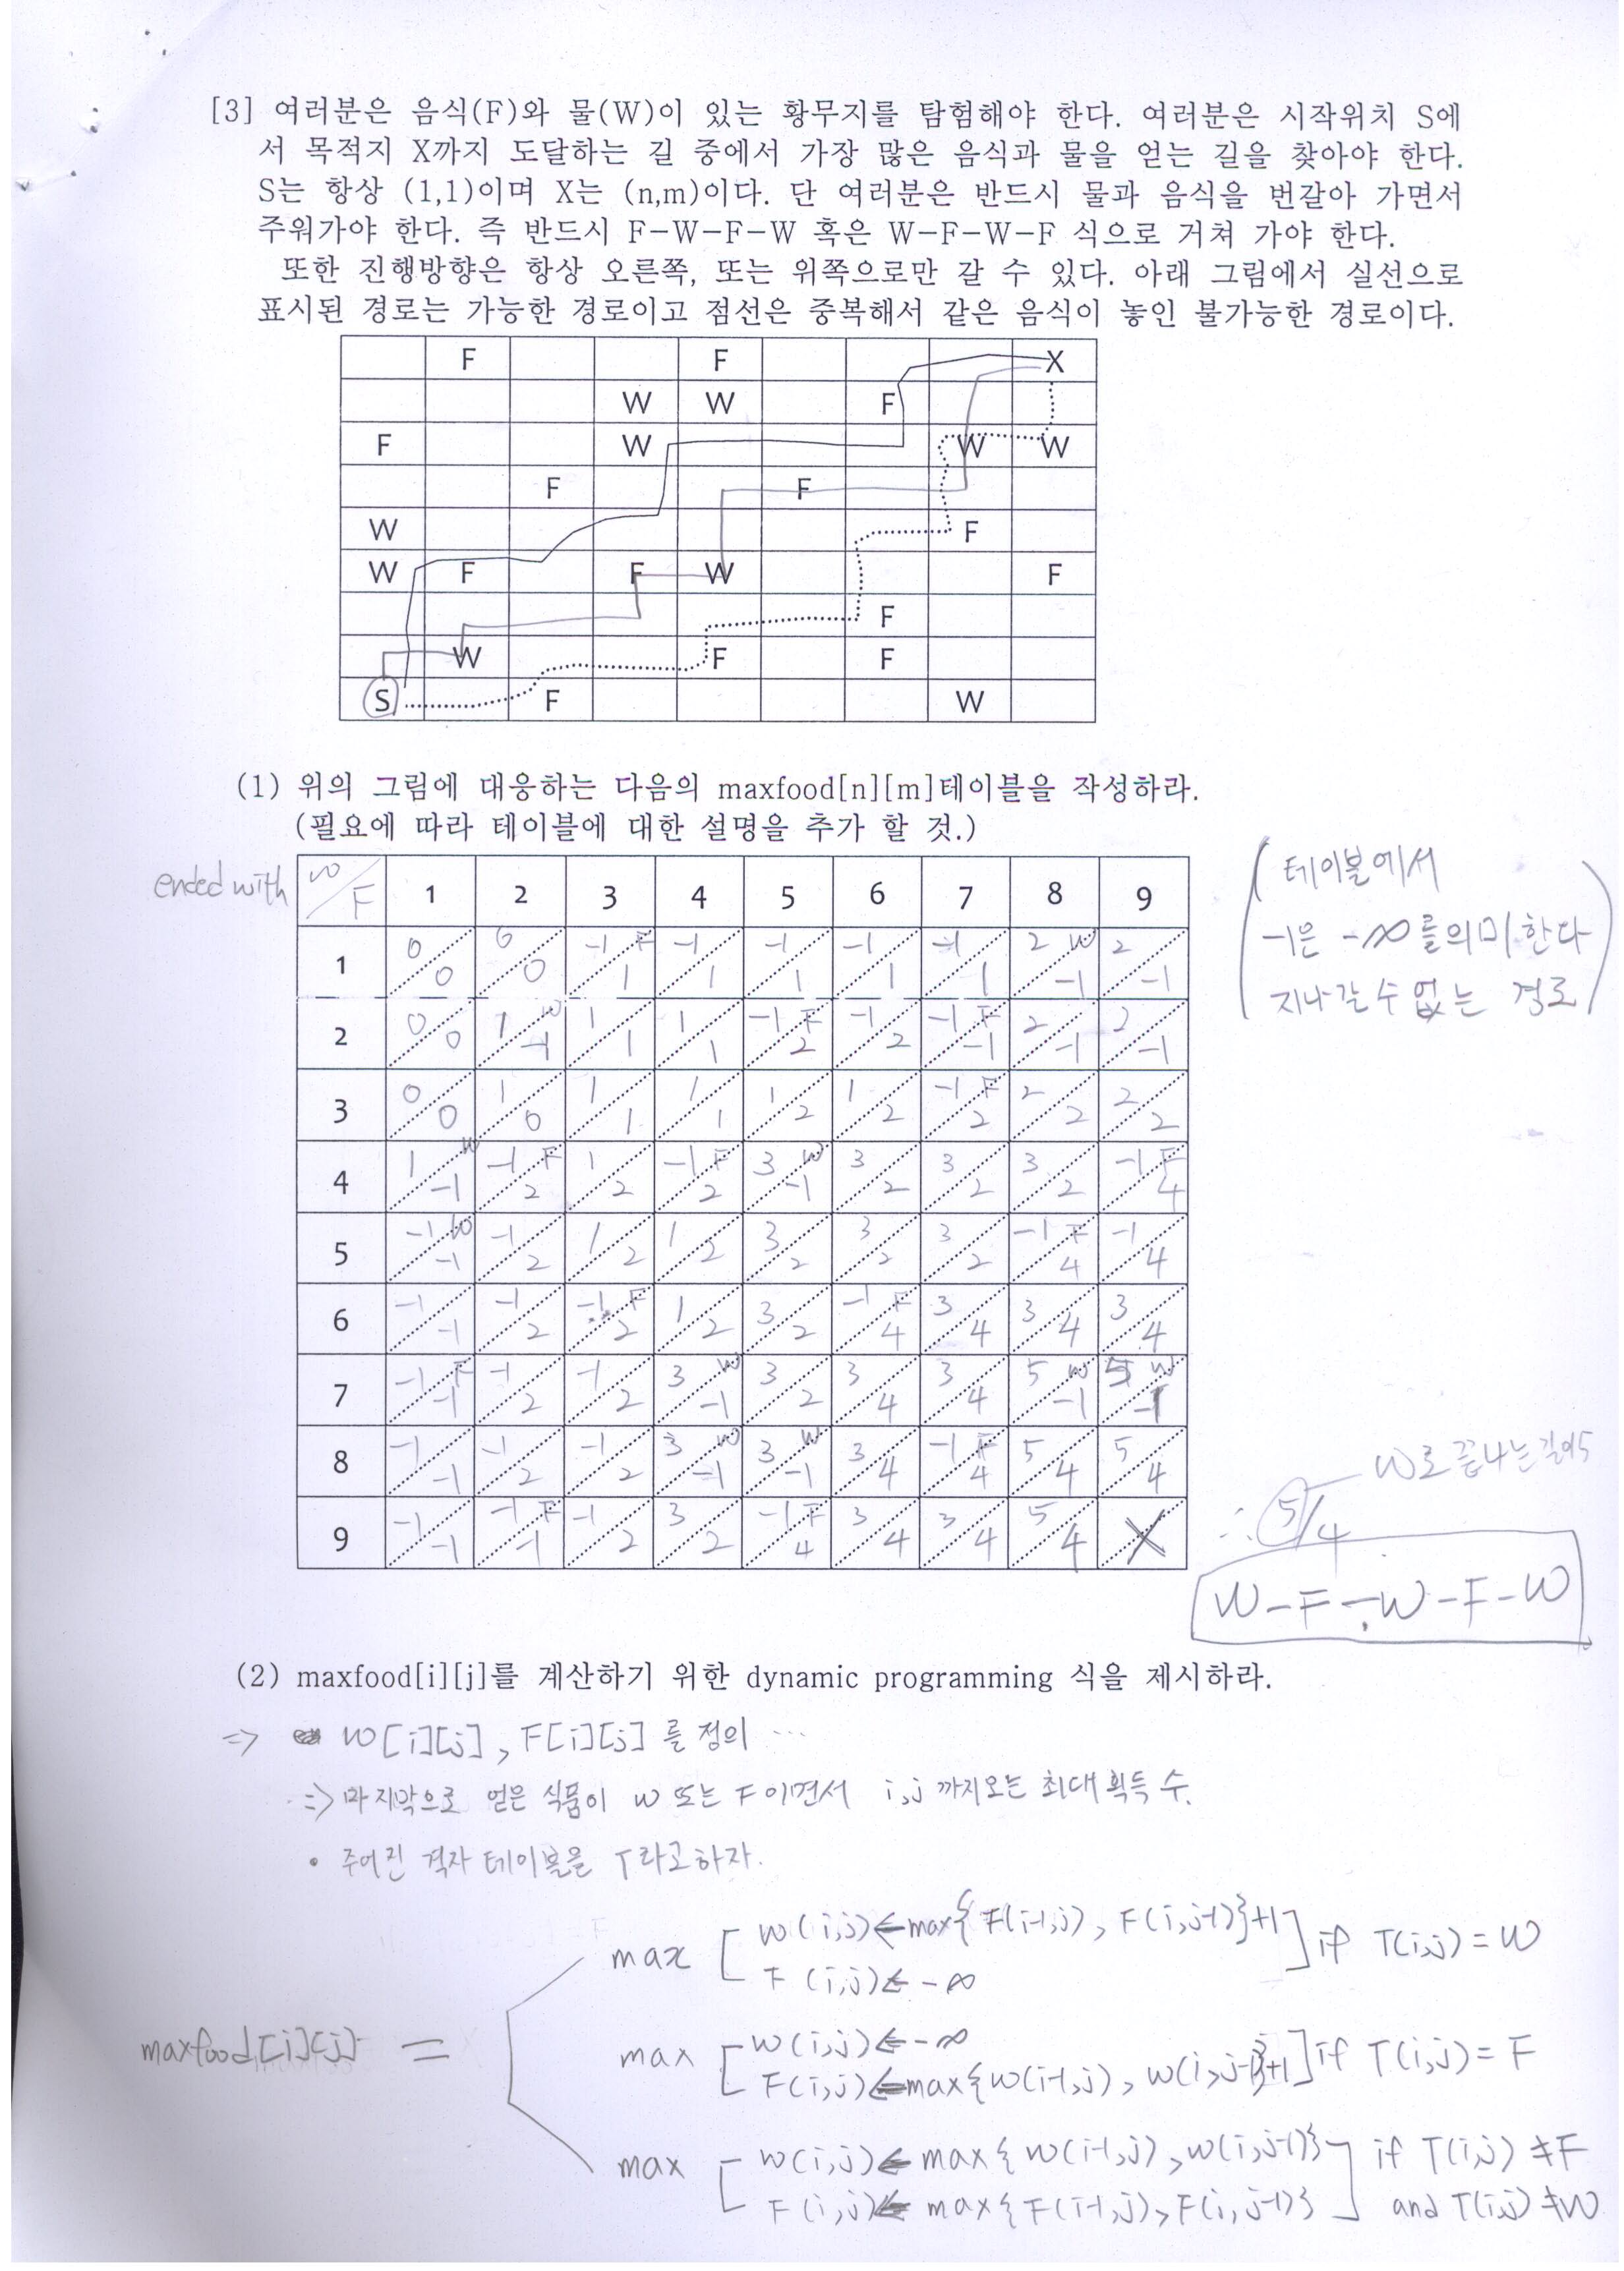 [3] 여러분은 음식(F)와 물(W)이 있는 황무지를 탐험해야 한다. 여러분은 시작위치 S에
서 목적지 X까지 도달하는 길 중에서 가장 많은 음식과 물을 얻는 길을 찾아야 한다.
S는 항상 (1,1)이며 X는 (n,m)이다. 단 여러분은 반드시 물과 음식을 번갈아 가면서
주워가야 한다. 즉 반드시 F-W-F-W 혹은 W-F-W-F 식으로 거쳐 가야 한다.
또한 진행방향은 항상 오른쪽, 또는 위쪽으로만 갈 수 있다. 아래 그림에서 실선으로
표시된 경로는 가능한 경로이고 점선은 중복해서 같은 음식이 놓인 불가능한 경로이다.
F F X
W W F
F W W W
F F
W F
W F F W F
F
W F F
S F W
(1) 위의 그림에 대응하는 다음의 maxfood[n][m]테이블을 작성하라.
(필요에 따라 테이블에 대한 설명을 추가 할 것.)
ended with W/F 1 2 3 4 5 6 7 8 9
테이블에서
-1은 -∞를의미한다
지나갈수 없는 경로
1 0/0 0/0 -1/1 F -1/1 -1/1 -1/1 -1/1 2/-1 W 2/-1
2 0/0 1/-1 W 1/1 1/1 -1/2 F -1/2 -1/-1 F 2/-1 2/-1
3 0/0 1/0 1/1 1/1 1/2 1/2 -1/2 F 2/2 2/2
4 1/-1 W -1/2 F 1/2 -1/2 F 3/-1 W 3/2 3/2 3/2 -1/4 F
5 -1/-1 W -1/2 1/2 1/2 3/2 3/2 3/2 -1/4 F -1/4
6 -1/-1 -1/2 -1/2 F 1/2 3/2 -1/4 F 3/4 3/4 3/4
7 -1/-1 F -1/2 -1/2 3/-1 W 3/2 3/4 3/4 5/-1 W 5/-1 W
8 -1/-1 -1/2 -1/2 3/-1 W 3/-1 W 3/4 -1/4 F 5/4 5/4
9 -1/-1 -1/-1 F -1/2 3/2 -1/4 F 3/4 3/4 5/4 X
W로 끝나는길이5
∴ 5/4
W-F-W-F-W
(2) maxfood[i][j]를 계산하기 위한 dynamic programming 식을 제시하라.
⇒ W[i][j], F[i][j] 를 정의 ...
⇒ 마지막으로 얻은 식품이 W 또는 F 이면서 i,j 까지오는 최대획득 수.
• 주어진 격자 테이블을 T라고하자.
max [ W(i,j)←max{F(i-1,j), F(i,j-1)}+1 ] if T(i,j)=W
F(i,j)←-∞
maxfood[i][j] =
max [ W(i,j)←-∞
F(i,j)←max{W(i-1,j), W(i,j-1)}+1 ] if T(i,j)=F
max [ W(i,j)←max{W(i-1,j),W(i,j-1)} ] if T(i,j)≠F
F(i,j)←max{F(i-1,j),F(i,j-1)} and T(i,j)≠W